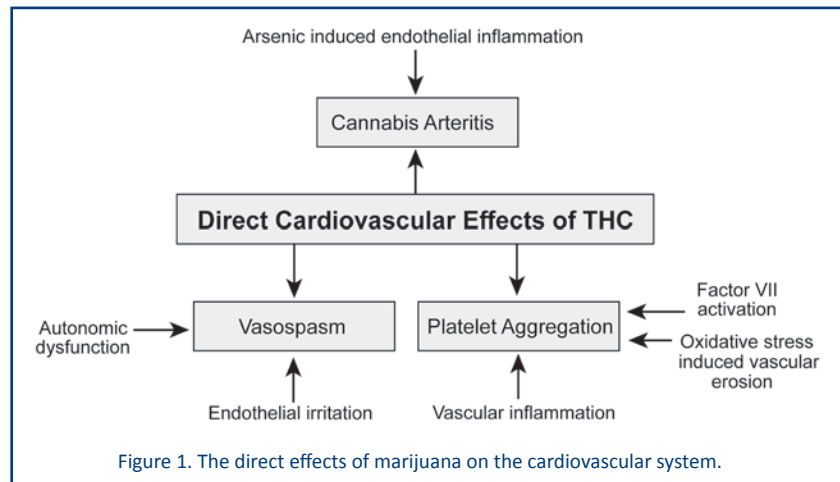 Arsenic induced endothelial inflammation
Cannabis Arteritis
Direct Cardiovascular Effects of THC
Autonomic
dysfunction
Vasospasm
Platelet Aggregation
Factor VII
activation
Oxidative stress
induced vascular
erosion
Endothelial irritation
Vascular inflammation
Figure 1. The direct effects of marijuana on the cardiovascular system.